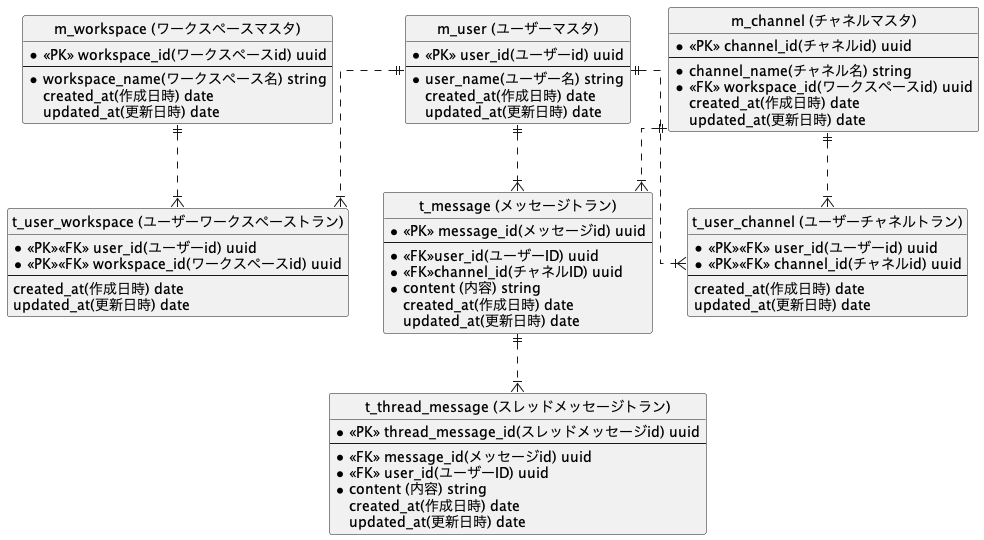 m_workspace (ワークスペースマスタ)
«PK» workspace_id(ワークスペースid) uuid
workspace_name(ワークスペース名) string
created_at(作成日時) date
updated_at(更新日時) date
m_user (ユーザーマスタ)
«PK» user_id(ユーザーid) uuid
user_name(ユーザー名) string
created_at(作成日時) date
updated_at(更新日時) date
m_channel (チャネルマスタ)
«PK» channel_id(チャネルid) uuid
channel_name(チャネル名) string
«FK» workspace_id(ワークスペースid) uuid
created_at(作成日時) date
updated_at(更新日時) date
t_user_workspace (ユーザーワークスペーストラン)
«PK»«FK» user_id(ユーザーid) uuid
«PK»«FK» workspace_id(ワークスペースid) uuid
created_at(作成日時) date
updated_at(更新日時) date
t_message (メッセージトラン)
«PK» message_id(メッセージid) uuid
«FK»user_id(ユーザーID) uuid
«FK»channel_id(チャネルID) uuid
content (内容) string
created_at(作成日時) date
updated_at(更新日時) date
t_user_channel (ユーザーチャネルトラン)
«PK»«FK» user_id(ユーザーid) uuid
«PK»«FK» channel_id(チャネルid) uuid
created_at(作成日時) date
updated_at(更新日時) date
t_thread_message (スレッドメッセージトラン)
«PK» thread_message_id(スレッドメッセージid) uuid
«FK» message_id(メッセージid) uuid
«FK» user_id(ユーザーID) uuid
content (内容) string
created_at(作成日時) date
updated_at(更新日時) date